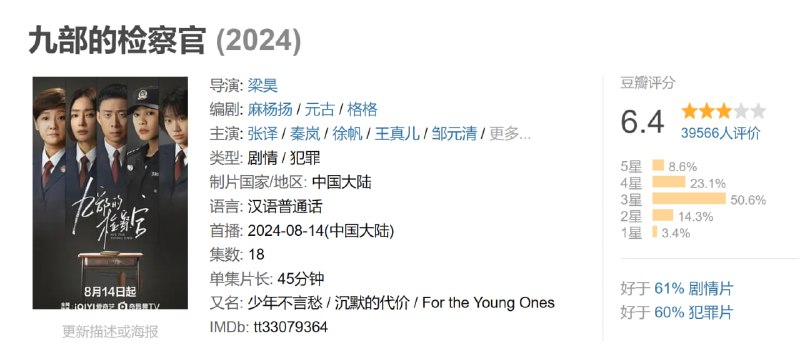 九部的检察官 (2024)
九部的
检察官
8月14日起
iQIYI爱奇艺
更新描述或海报
导演: 梁昊
编剧: 麻杨扬 / 元古 / 格格
主演: 张译 / 秦岚 / 徐帆 / 王真儿 / 邹元清 / 更多...
类型: 剧情 / 犯罪
制片国家/地区: 中国大陆
语言: 汉语普通话
首播: 2024-08-14(中国大陆)
集数: 18
单集片长: 45分钟
又名: 少年不言愁 / 沉默的代价 / For the Young Ones
IMDb: tt33079364
豆瓣评分
6.4
39566人评价
5星 8.6%
4星 23.1%
3星 50.6%
2星 14.3%
1星 3.4%
好于 61% 剧情片
好于 60% 犯罪片